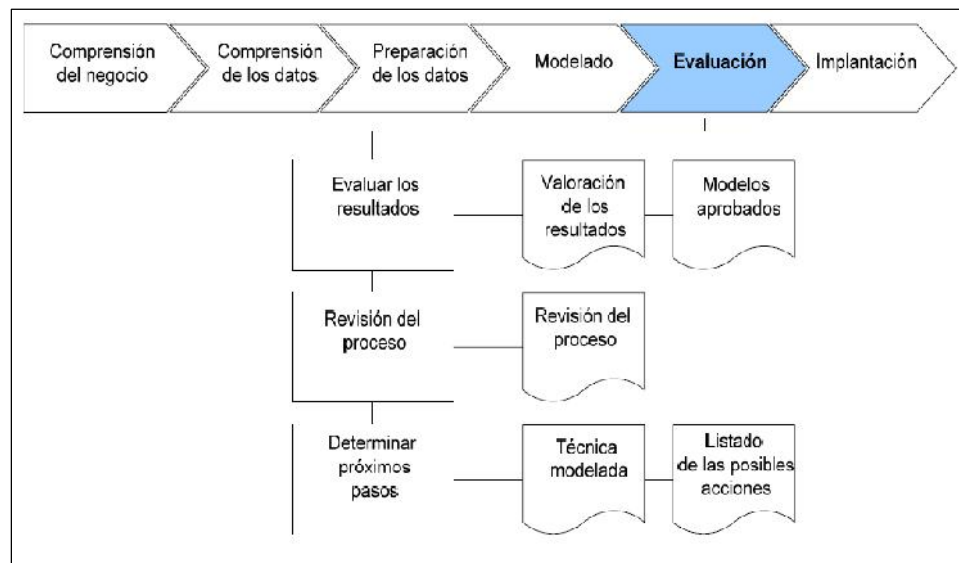 Comprensión
del negocio
Comprensión
de los datos
Preparación
de los datos
Modelado
Evaluación
Implantación
Evaluar los
resultados
Valoración
de los
resultados
Modelos
aprobados
Revisión del
proceso
Revisión del
proceso
Determinar
próximos
pasos
Técnica
modelada
Listado
de las posibles
acciones